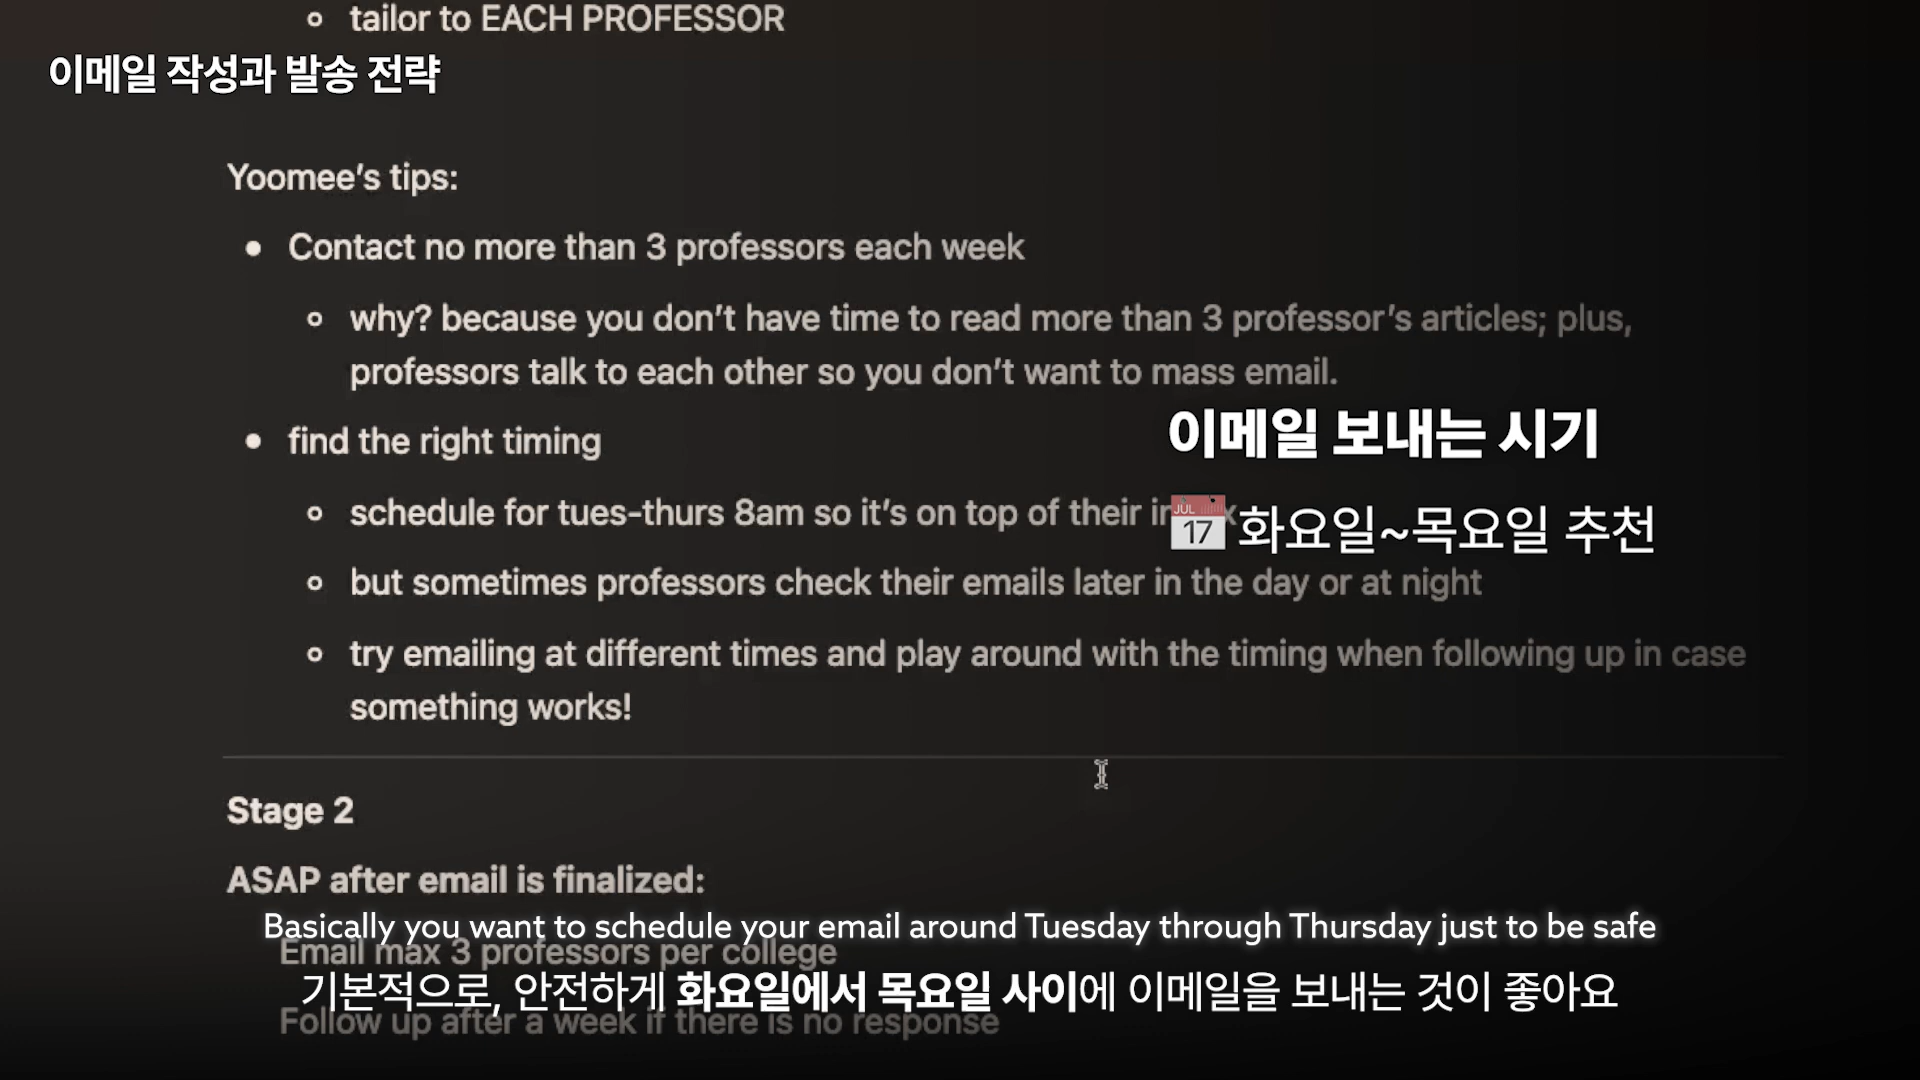 tailor to EACH PROFESSOR
이메일 작성과 발송 전략
Yoomee's tips:
Contact no more than 3 professors each week
why? because you don't have time to read more than 3 professor's articles; plus,
professors talk to each other so you don't want to mass email.
find the right timing
이메일 보내는 시기
schedule for tues-thurs 8am so it's on top of their
JUL
17
화요일~목요일 추천
but sometimes professors check their emails later in the day or at night
try emailing at different times and play around with the timing when following up in case
something works!
Stage 2
ASAP after email is finalized:
Basically you want to schedule your email around Tuesday through Thursday just to be safe
Email max 3 professors per college
기본적으로, 안전하게 화요일에서 목요일 사이에 이메일을 보내는 것이 좋아요
Follow up after a week if there is no response